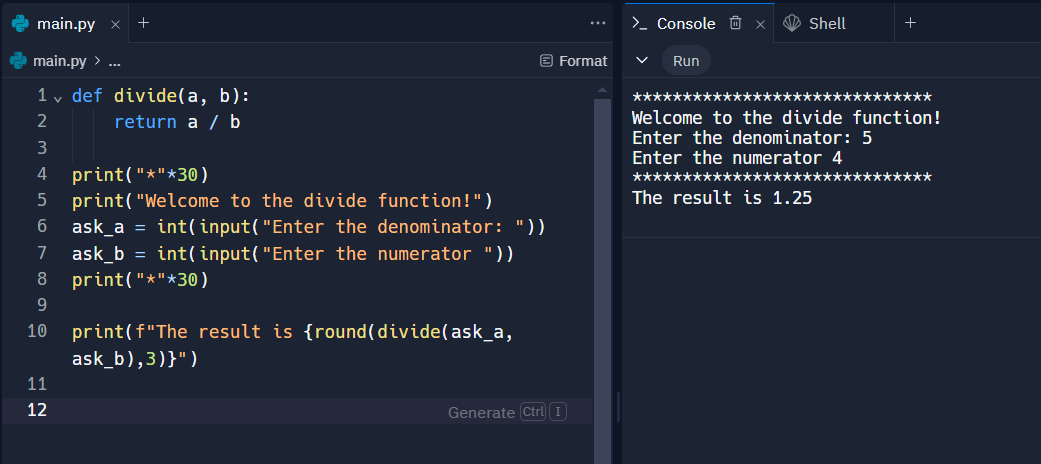 main.py × +
main.py > ...
Format
1 def divide(a, b):
2 return a / b
3
4 print("*"*30)
5 print("Welcome to the divide function!")
6 ask_a = int(input("Enter the denominator: "))
7 ask_b = int(input("Enter the numerator "))
8 print("*"*30)
9
10 print(f"The result is {round(divide(ask_a,
ask_b),3)}")
11
12
Generate Ctrl I
Console × Shell +
Run
******************************
Welcome to the divide function!
Enter the denominator: 5
Enter the numerator 4
******************************
The result is 1.25